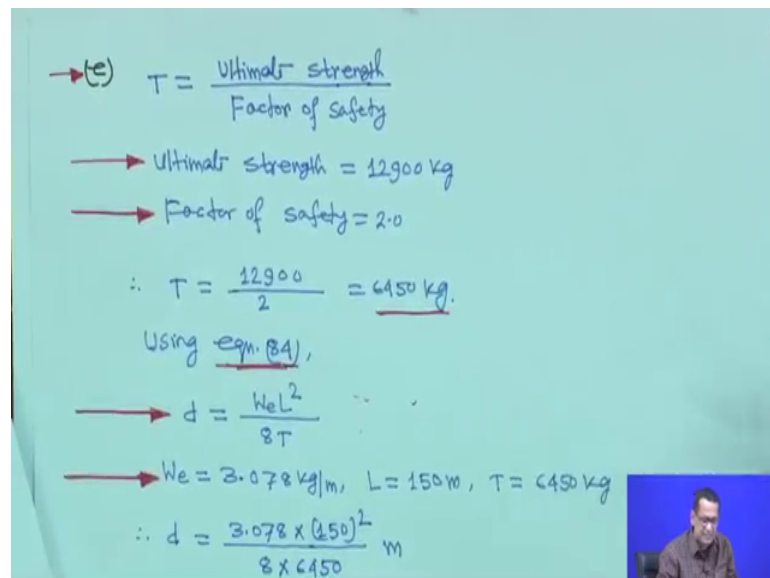 (e) T = Ultimate strength / Factor of safety
Ultimate strength = 12900 kg
Factor of safety = 2.0
∴ T = 12900 / 2 = 6450 kg.
Using eqn. (84),
d = WeL² / 8T
We = 3.078 kg/m, L = 150 m, T = 6450 kg
∴ d = 3.078 × (150)² / 8 × 6450 m